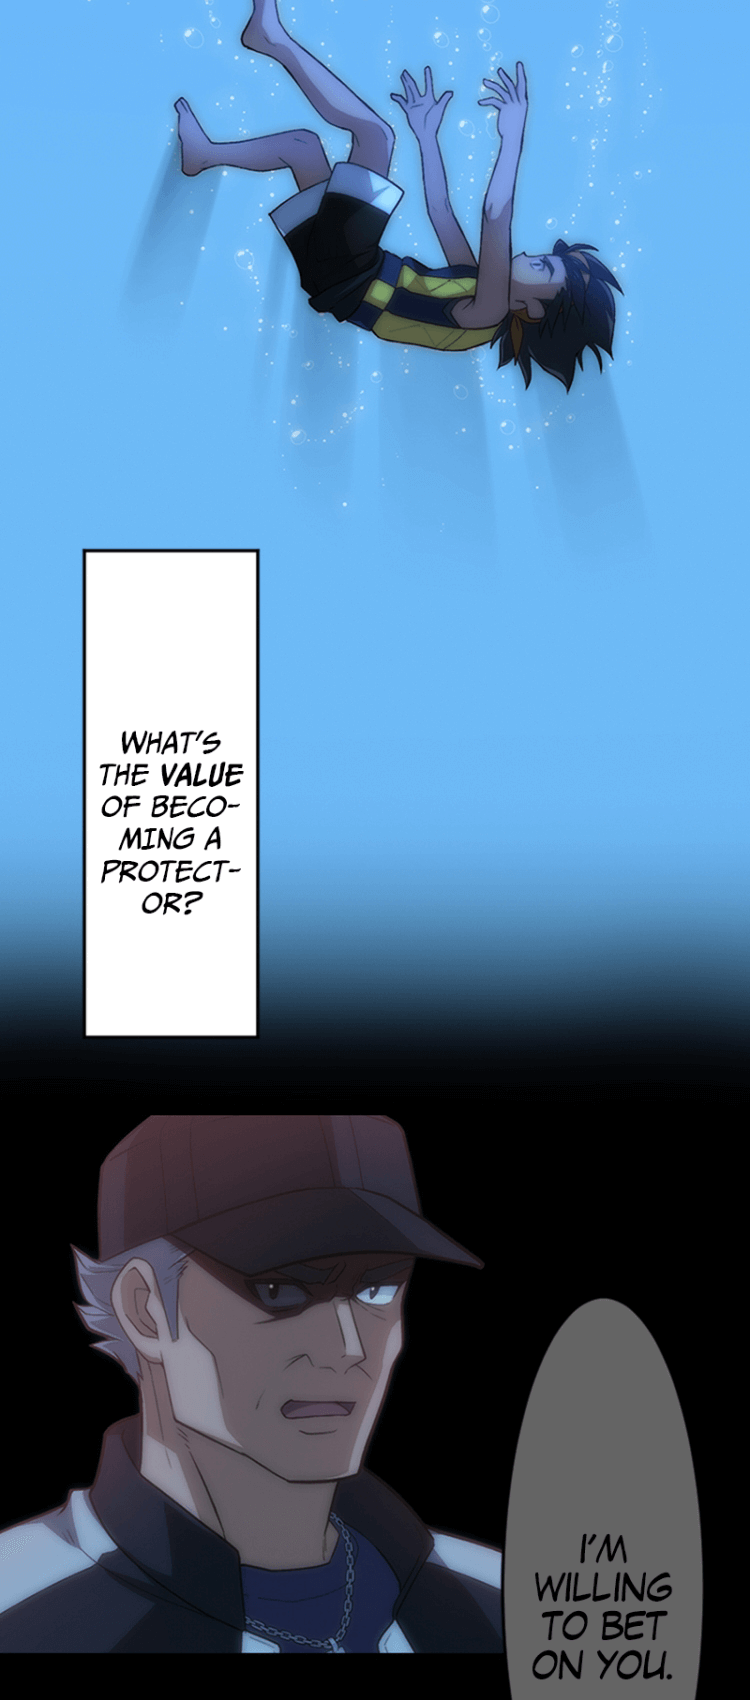 WHAT'S
THE VALUE
OF BECO-
MING A
PROTECT-
OR?
I'M
WILLING
TO BET
ON YOU.